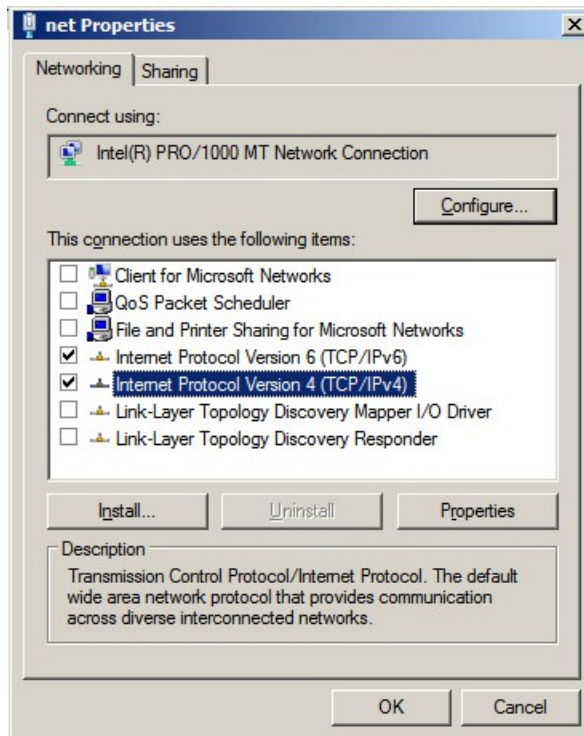 net Properties
Networking
Sharing
Connect using:
Intel(R) PRO/1000 MT Network Connection
Configure...
This connection uses the following items:
Client for Microsoft Networks
QoS Packet Scheduler
File and Printer Sharing for Microsoft Networks
Internet Protocol Version 6 (TCP/IPv6)
Internet Protocol Version 4 (TCP/IPv4)
Link-Layer Topology Discovery Mapper I/O Driver
Link-Layer Topology Discovery Responder
Install...
Uninstall
Properties
Description
Transmission Control Protocol/Internet Protocol. The default
wide area network protocol that provides communication
across diverse interconnected networks.
OK
Cancel